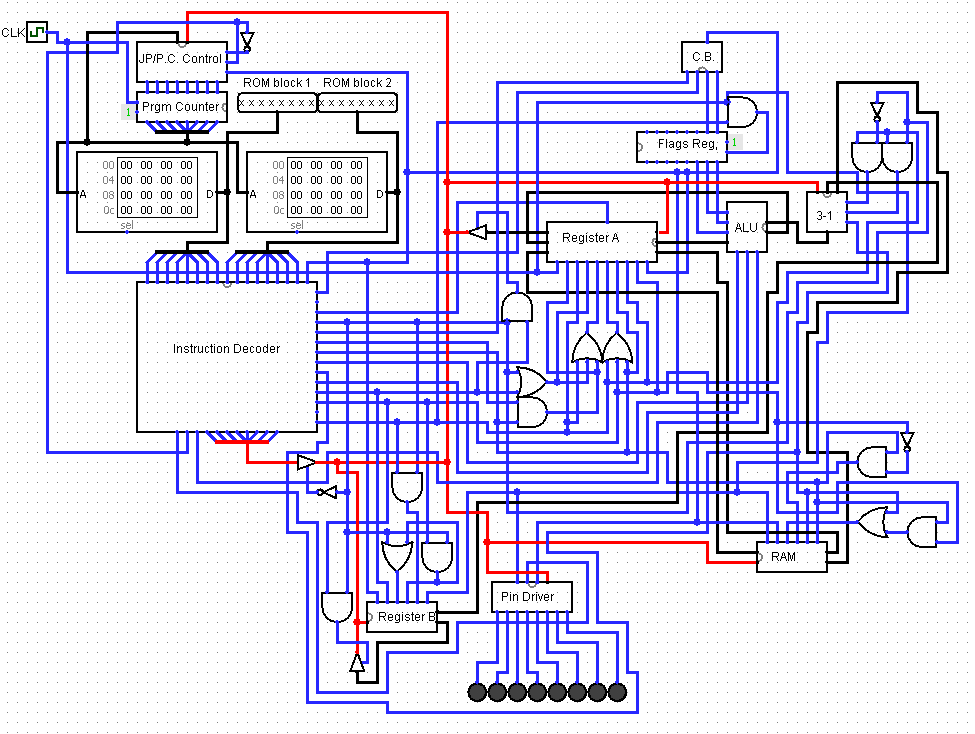 CLK
JP/P.C. Control
C.B.
ROM block 1 ROM block 2
x x x x x x x x x x x x x x x x
Prgm Counter
1
Flags Reg,
1
00 00 00 00 00
04 00 00 00 00
08 00 00 00 00
0c 00 00 00 00
A
D
sel
00 00 00 00 00
04 00 00 00 00
08 00 00 00 00
0c 00 00 00 00
A
D
sel
3-1
ALU
Register A
Instruction Decoder
RAM
Pin Driver
Register B